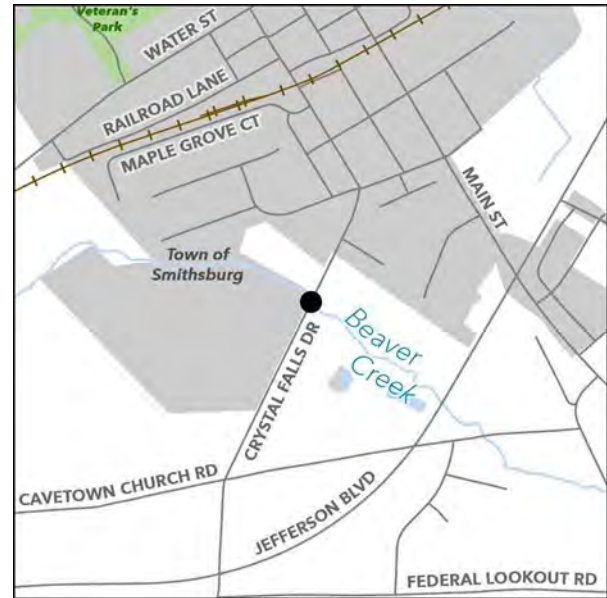 Veteran's
Park
WATER ST
RAILROAD LANE
MAPLE GROVE CT
MAIN ST
Town of
Smithsburg
Beaver
Creek
CRYSTAL FALLS DR
CAVETOWN CHURCH RD
JEFFERSON BLVD
FEDERAL LOOKOUT RD